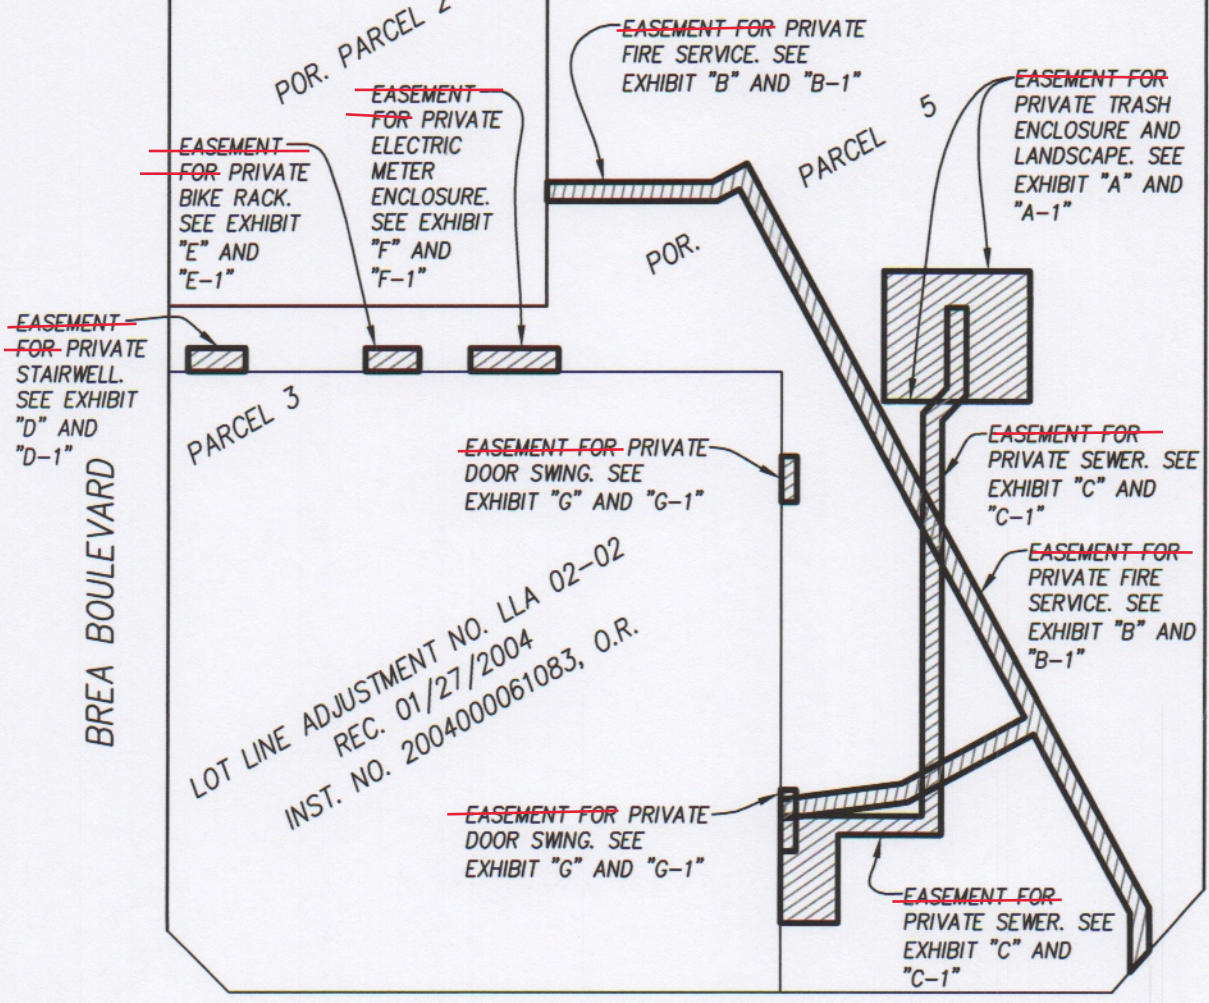 POR. PARCEL 2
EASEMENT FOR PRIVATE
FIRE SERVICE. SEE
EXHIBIT "B" AND "B-1"
EASEMENT FOR
PRIVATE TRASH
ENCLOSURE AND
LANDSCAPE. SEE
EXHIBIT "A" AND
"A-1"
EASEMENT
FOR PRIVATE
ELECTRIC
METER
ENCLOSURE.
SEE EXHIBIT
"F" AND
"F-1"
EASEMENT
FOR PRIVATE
BIKE RACK.
SEE EXHIBIT
"E" AND
"E-1"
POR. PARCEL 5
EASEMENT
FOR PRIVATE
STAIRWELL.
SEE EXHIBIT
"D" AND
"D-1"
PARCEL 3
EASEMENT FOR PRIVATE
DOOR SWING. SEE
EXHIBIT "G" AND "G-1"
EASEMENT FOR
PRIVATE SEWER. SEE
EXHIBIT "C" AND
"C-1"
BREA BOULEVARD
EASEMENT FOR
PRIVATE FIRE
SERVICE. SEE
EXHIBIT "B" AND
"B-1"
LOT LINE ADJUSTMENT NO. LLA 02-02
REC. 01/27/2004
INST. NO. 2004000061083, O.R.
EASEMENT FOR PRIVATE
DOOR SWING. SEE
EXHIBIT "G" AND "G-1"
EASEMENT FOR
PRIVATE SEWER. SEE
EXHIBIT "C" AND
"C-1"